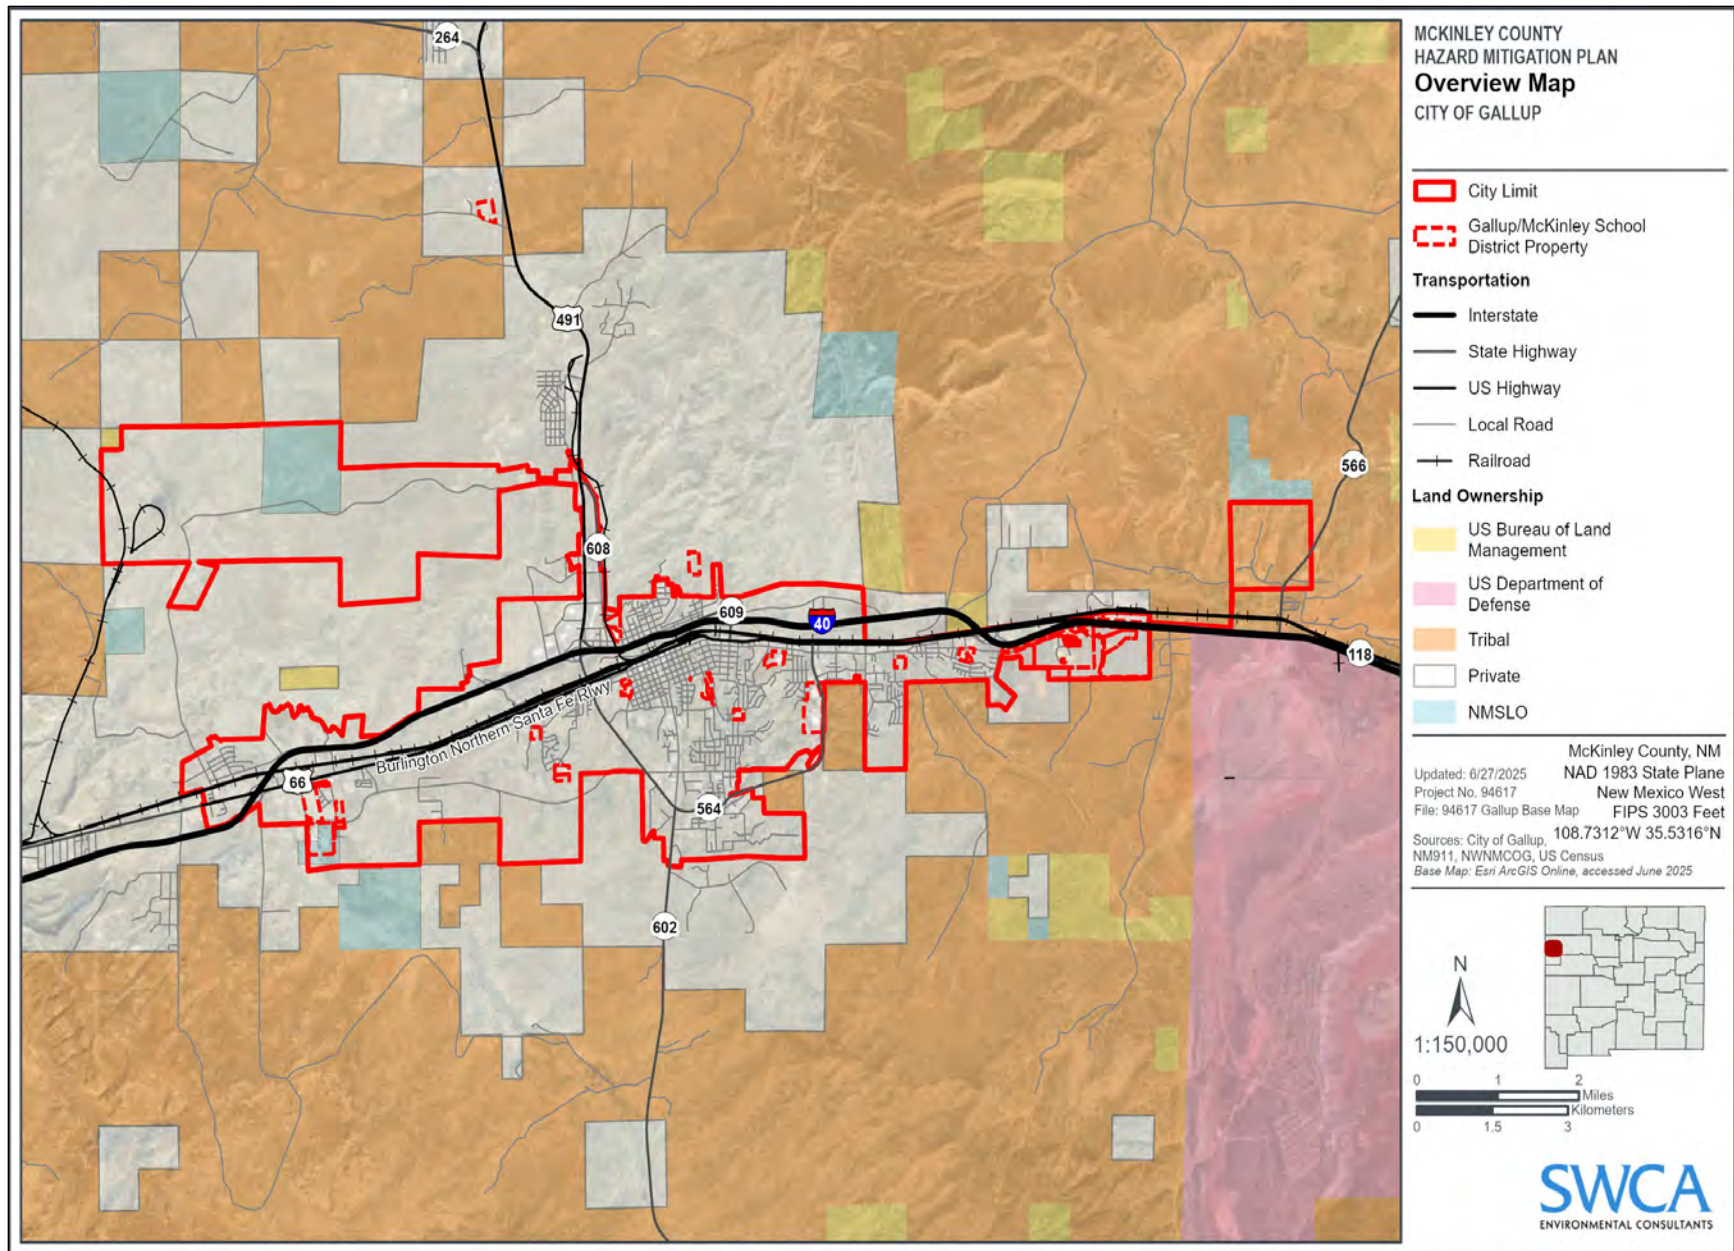 MCKINLEY COUNTY
HAZARD MITIGATION PLAN
Overview Map
CITY OF GALLUP
City Limit
Gallup/McKinley School
District Property
Transportation
Interstate
State Highway
US Highway
Local Road
Railroad
Land Ownership
US Bureau of Land
Management
US Department of
Defense
Tribal
Private
NMSLO
McKinley County, NM
Updated: 6/27/2025
NAD 1983 State Plane
Project No. 94617
New Mexico West
File: 94617 Gallup Base Map
FIPS 3003 Feet
108.7312°W 35.5316°N
Sources: City of Gallup,
NM911, NWNMCOG, US Census
Base Map: Esri ArcGIS Online, accessed June 2025
N
1:150,000
0 1 2
Miles
Kilometers
0 1.5 3
SWCA
ENVIRONMENTAL CONSULTANTS
264
491
566
608
609
40
118
Burlington Northern Santa Fe Rlwy
66
564
602